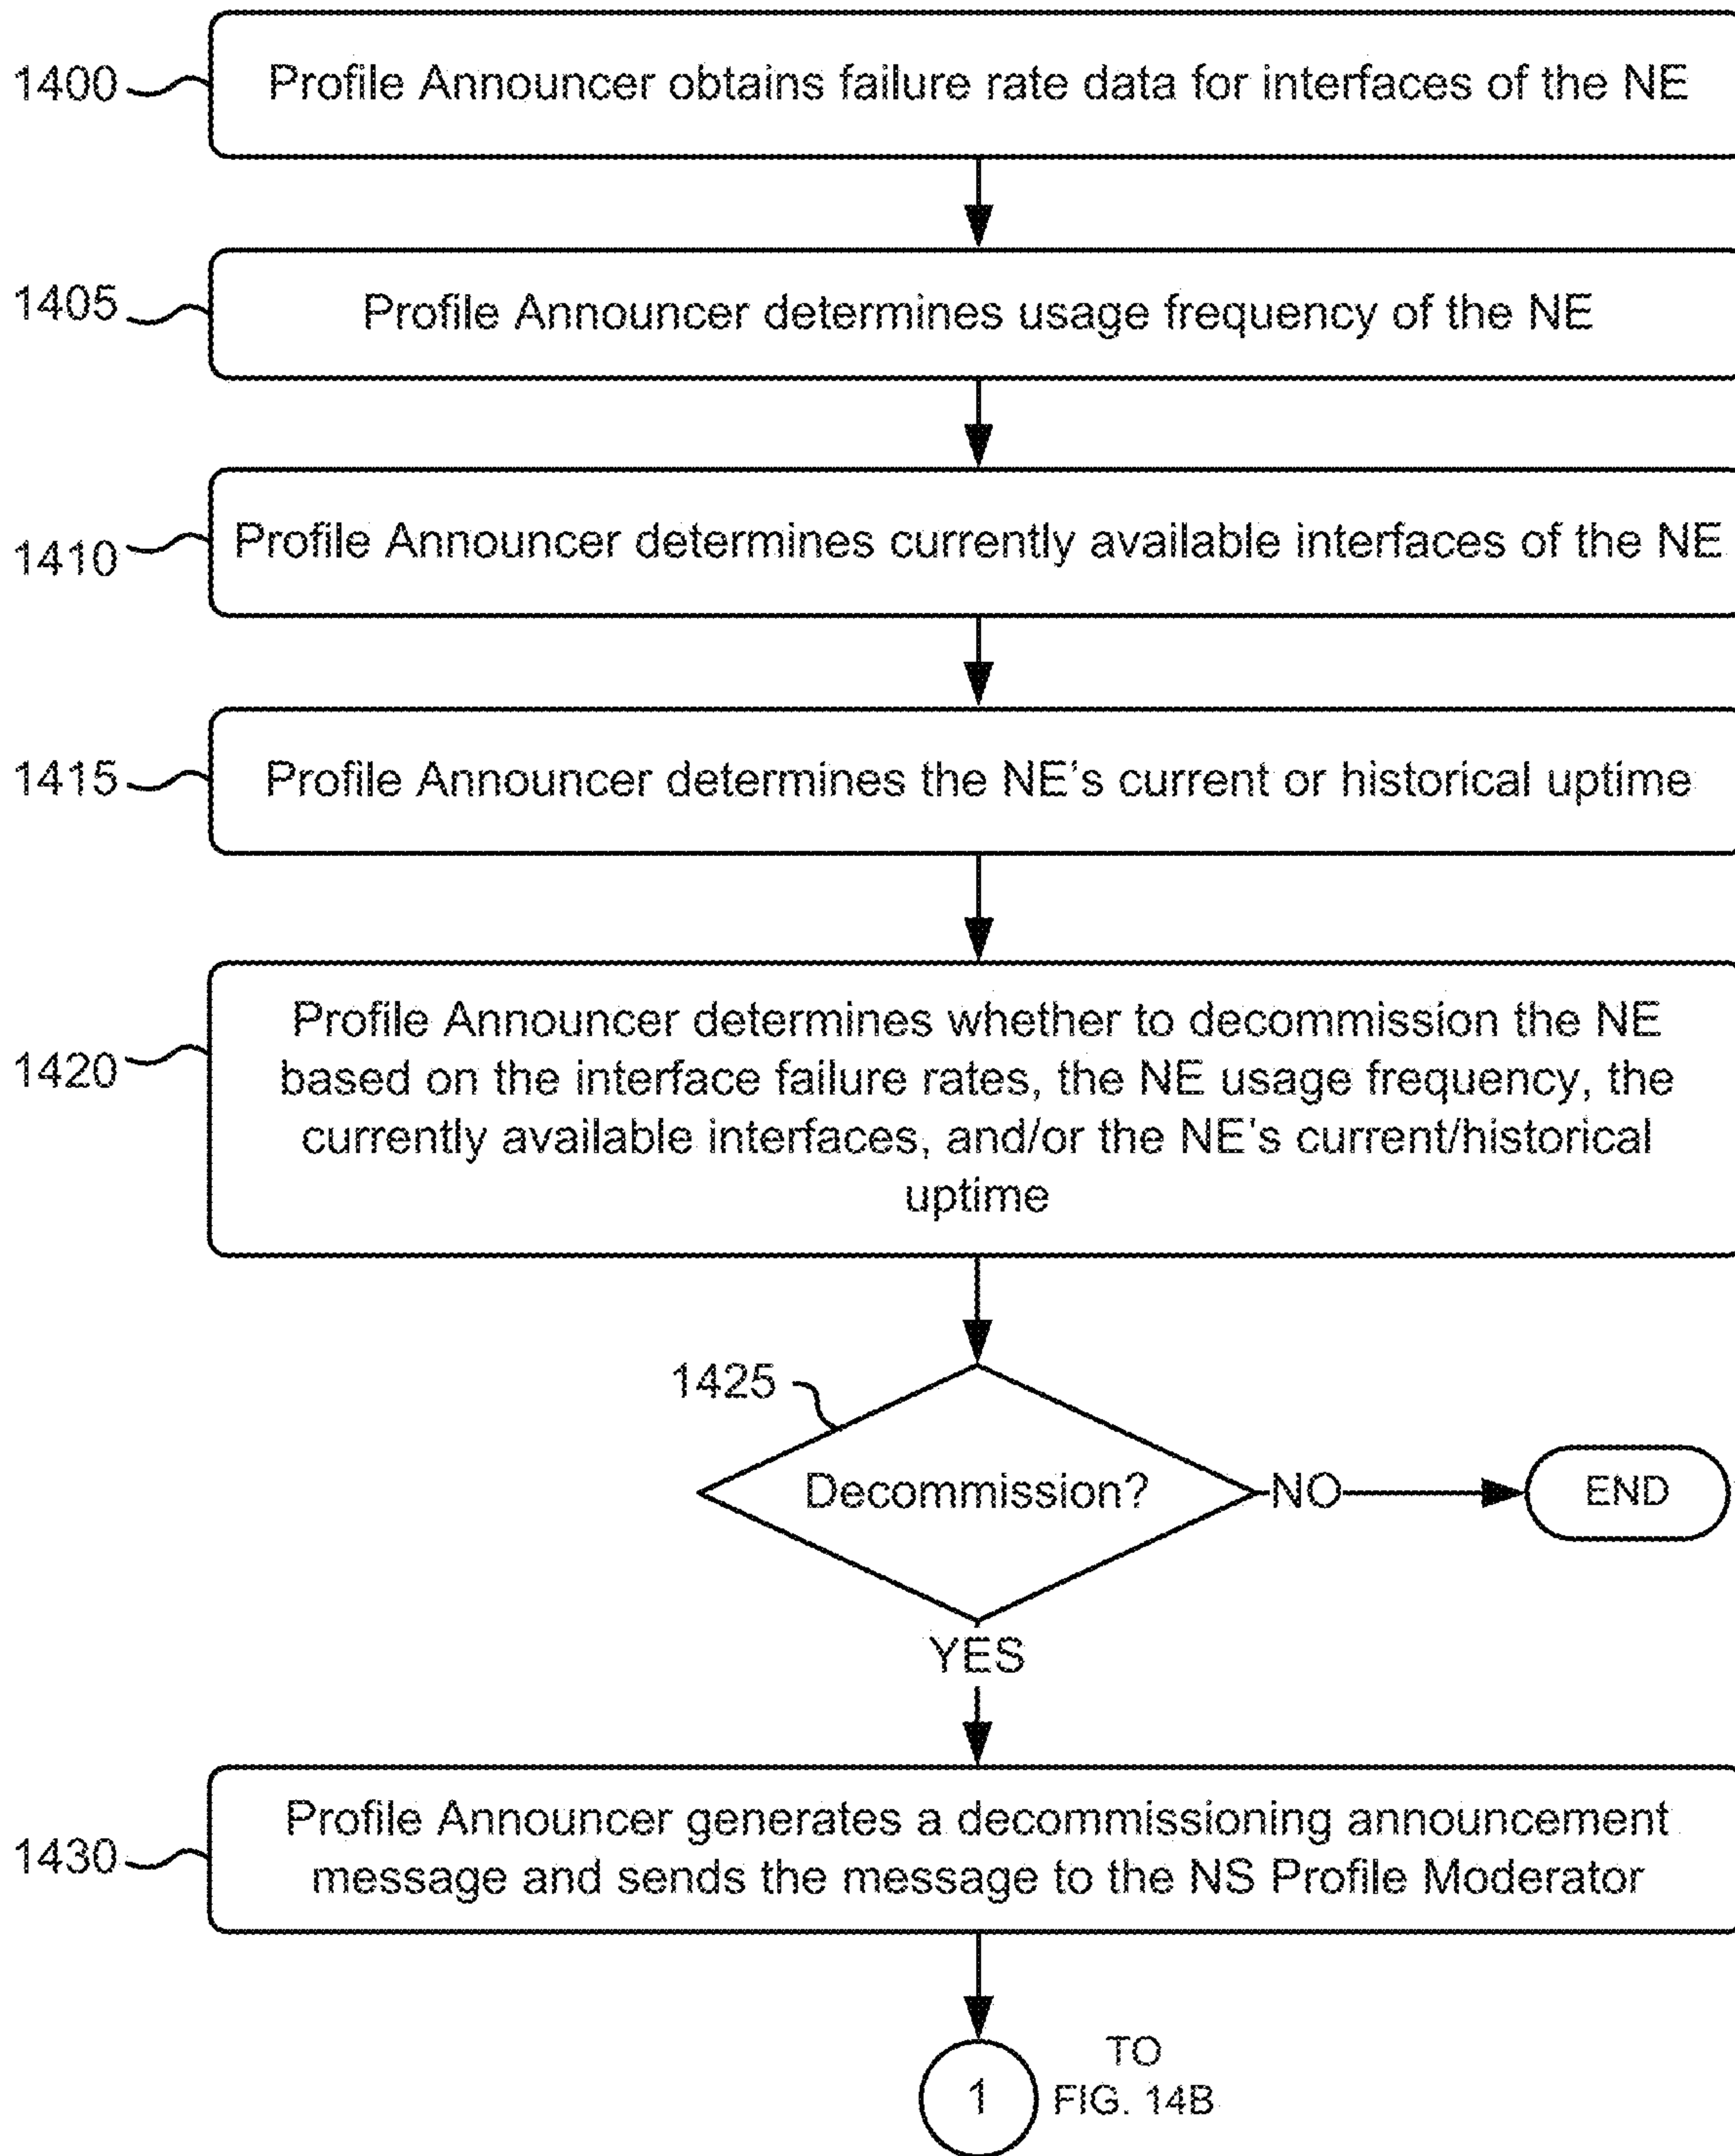 1400
Profile Announcer obtains failure rate data for interfaces of the NE
1405
Profile Announcer determines usage frequency of the NE
1410
Profile Announcer determines currently available interfaces of the NE
1415
Profile Announcer determines the NE's current or historical uptime
1420
Profile Announcer determines whether to decommission the NE
based on the interface failure rates, the NE usage frequency, the
currently available interfaces, and/or the NE's current/historical
uptime
1425
Decommission?
NO
END
YES
1430
Profile Announcer generates a decommissioning announcement
message and sends the message to the NS Profile Moderator
1
TO
FIG. 14B